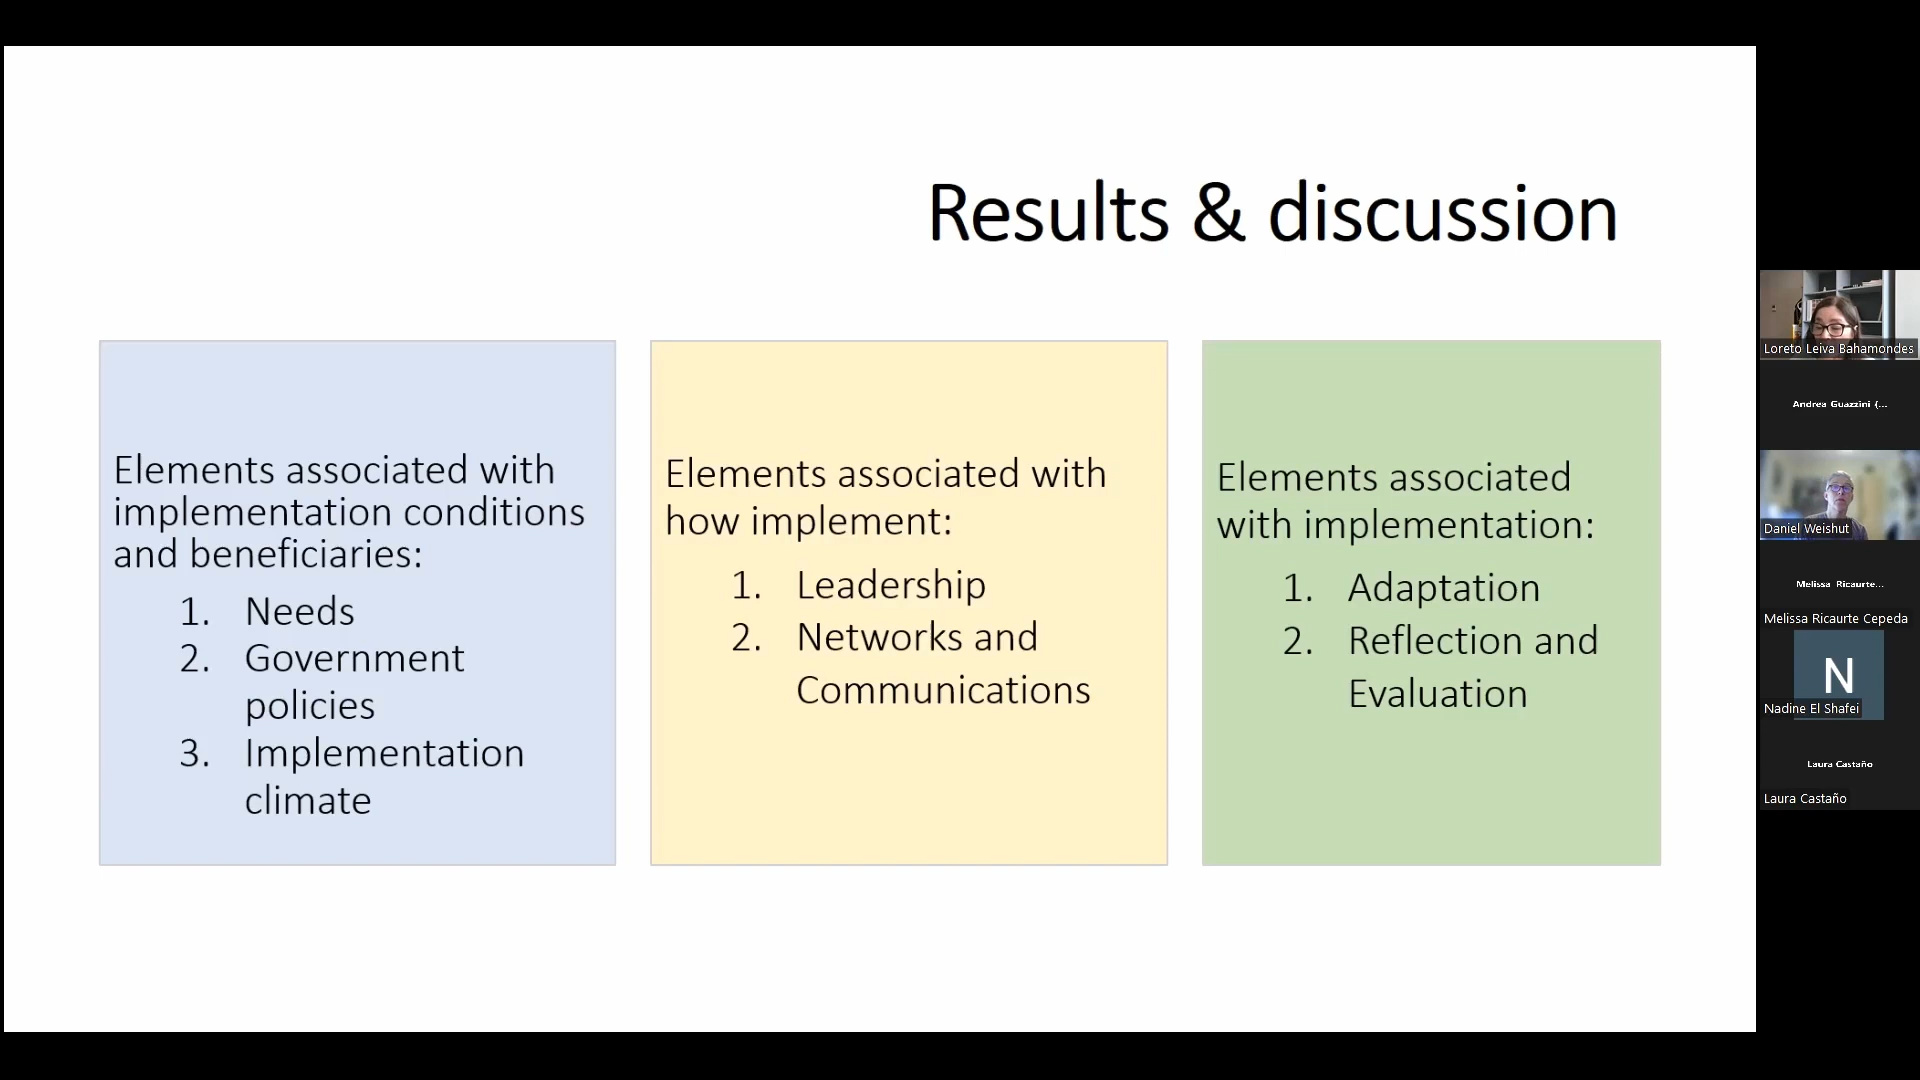 Results & discussion
Elements associated with
implementation conditions
and beneficiaries:
1. Needs
2. Government
policies
3. Implementation
climate
Elements associated with
how implement:
1. Leadership
2. Networks and
Communications
Elements associated
with implementation:
1. Adaptation
2. Reflection and
Evaluation
Loreto Leiva Bahamondes
Andrea Guazzini (...
Daniel Weishut
Melissa Ricaurte...
Melissa Ricaurte Cepeda
N
Nadine El Shafei
Laura Castaño
Laura Castaño